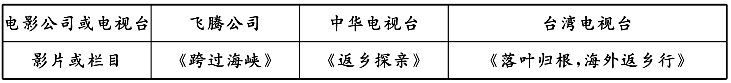 电影公司或电视台 飞腾公司 中华电视台 台湾电视台
影片或栏目 《跨过海峡》 《返乡探亲》 《落叶归根,海外返乡行》